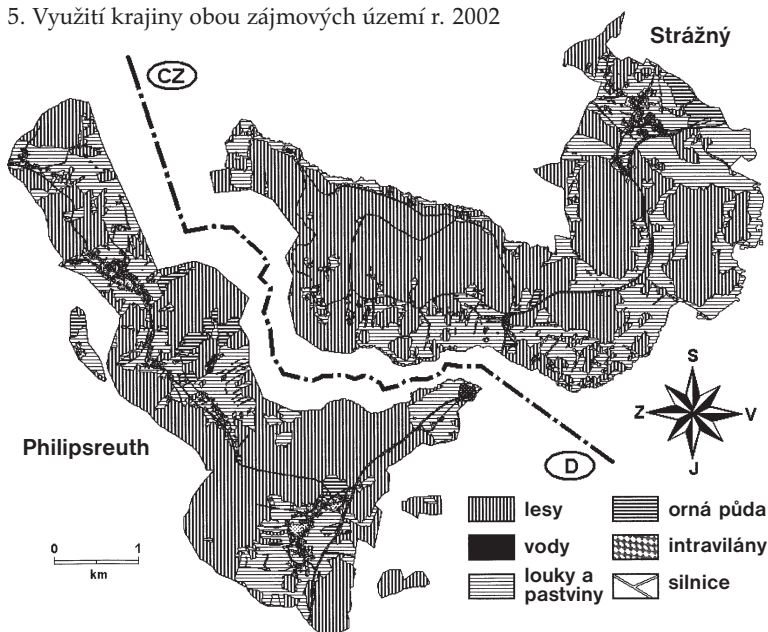 5. Využití krajiny obou zájmových území r. 2002
Strážný
CZ
S
Z
V
J
Philipsreuth
D
0 1
km
lesy
orná půda
vody
intravilány
louky a
pastviny
silnice